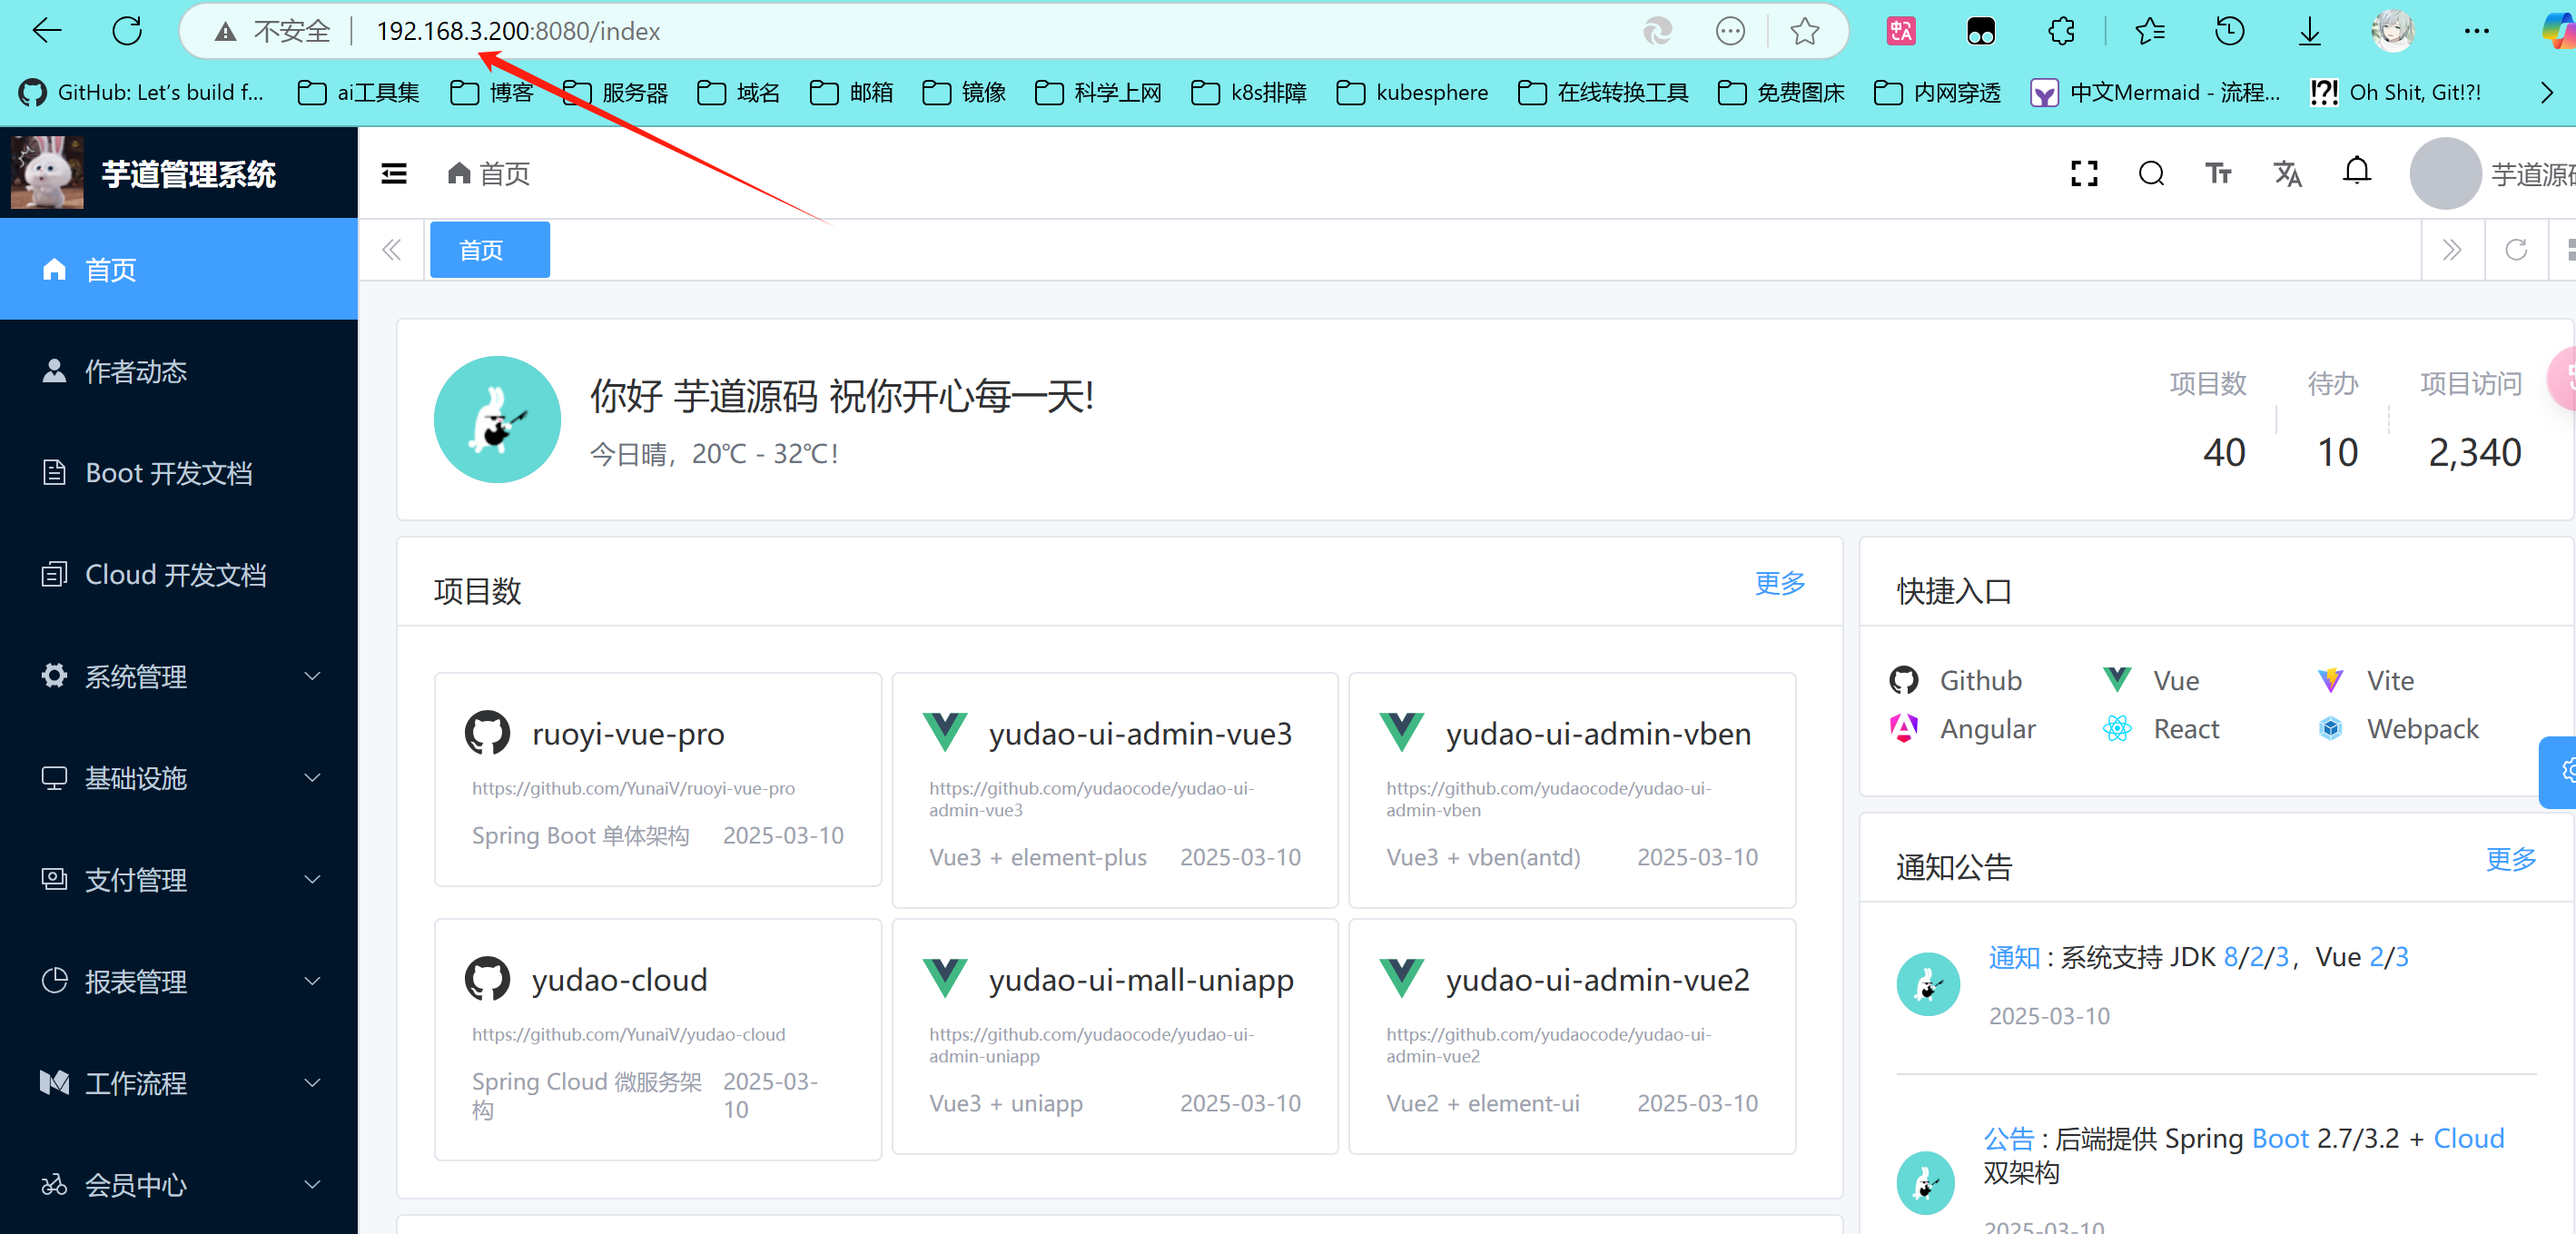 不安全 192.168.3.200:8080/index
GitHub: Let's build f... ai工具集 博客 服务器 域名 邮箱 镜像 科学上网 k8s排障 kubesphere 在线转换工具 免费图床 内网穿透 中文Mermaid - 流程... Oh Shit, Git!?!
芋道管理系统
首页
芋道源码
首页
首页
作者动态
Boot 开发文档
Cloud 开发文档
系统管理
基础设施
支付管理
报表管理
工作流程
会员中心
你好 芋道源码 祝你开心每一天!
今日晴，20℃ - 32℃!
项目数 待办 项目访问
40 10 2,340
项目数 更多
ruoyi-vue-pro
https://github.com/YunaiV/ruoyi-vue-pro
Spring Boot 单体架构 2025-03-10
yudao-ui-admin-vue3
https://github.com/yudaocode/yudao-ui-
admin-vue3
Vue3 + element-plus 2025-03-10
yudao-ui-admin-vben
https://github.com/yudaocode/yudao-ui-
admin-vben
Vue3 + vben(antd) 2025-03-10
yudao-cloud
https://github.com/YunaiV/yudao-cloud
Spring Cloud 微服务架 2025-03-
构 10
yudao-ui-mall-uniapp
https://github.com/yudaocode/yudao-ui-
admin-uniapp
Vue3 + uniapp 2025-03-10
yudao-ui-admin-vue2
https://github.com/yudaocode/yudao-ui-
admin-vue2
Vue2 + element-ui 2025-03-10
快捷入口
Github Vue Vite
Angular React Webpack
通知公告 更多
通知 : 系统支持 JDK 8/2/3，Vue 2/3
2025-03-10
公告 : 后端提供 Spring Boot 2.7/3.2 + Cloud
双架构
2025-03-10